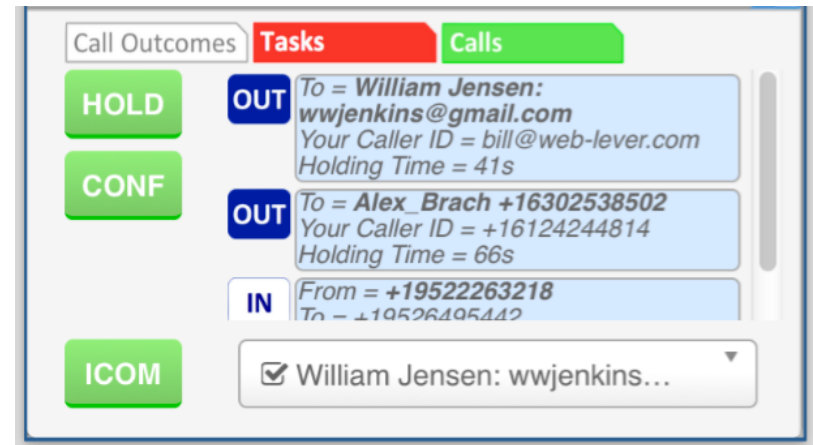 Call Outcomes Tasks Calls
HOLD
CONF
OUT
To = William Jensen:
wwjenkins@gmail.com
Your Caller ID = bill@web-lever.com
Holding Time = 41s
OUT
To = Alex_Brach +16302538502
Your Caller ID = +16124244814
Holding Time = 66s
IN
From = +19522263218
To = +19526495442
ICOM
William Jensen: wwjenkins...